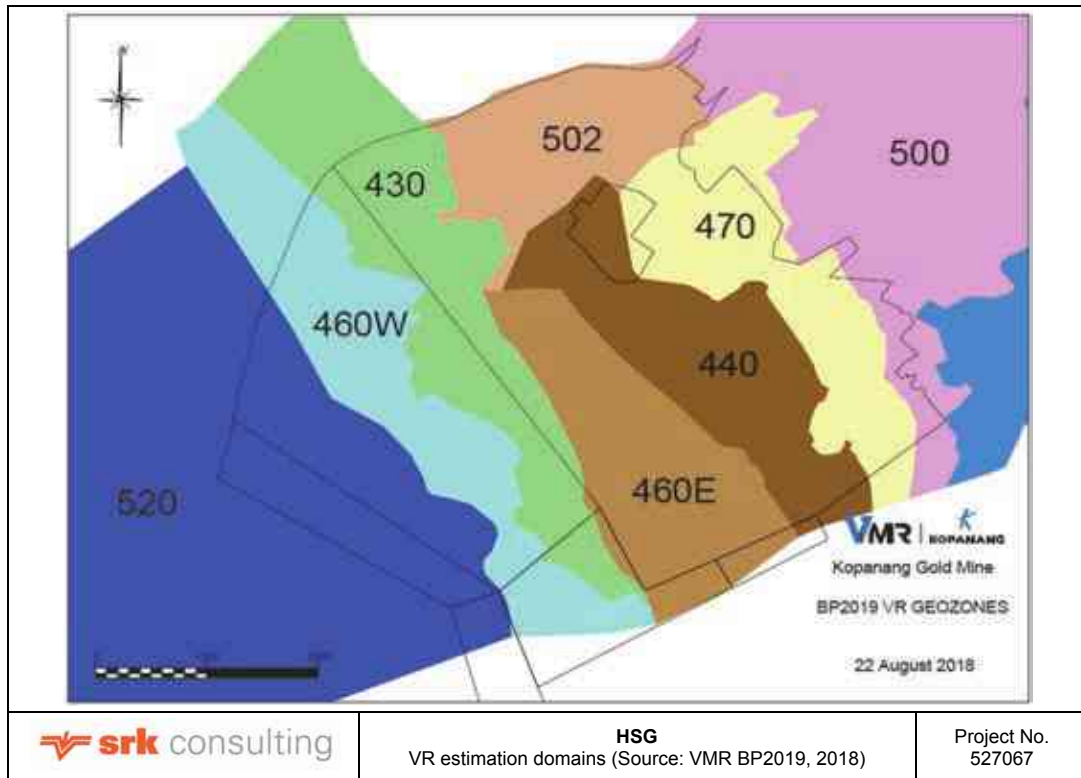 N
502
500
430
470
460W
440
460E
520
VMR | KOPANANG
Kopanang Gold Mine
BP2019 VR GEOZONES
22 August 2018
srk consulting
HSG
VR estimation domains (Source: VMR BP2019, 2018)
Project No.
527067